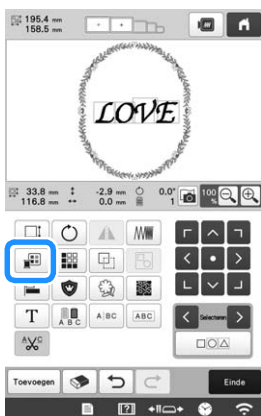 195.4 mm
158.5 mm
LOVE
33.8 mm -2.9 mm 0.0° 100 %
116.8 mm 0.0 mm 1
T A B C A B C ABC
Selecteren
Toevoegen Einde